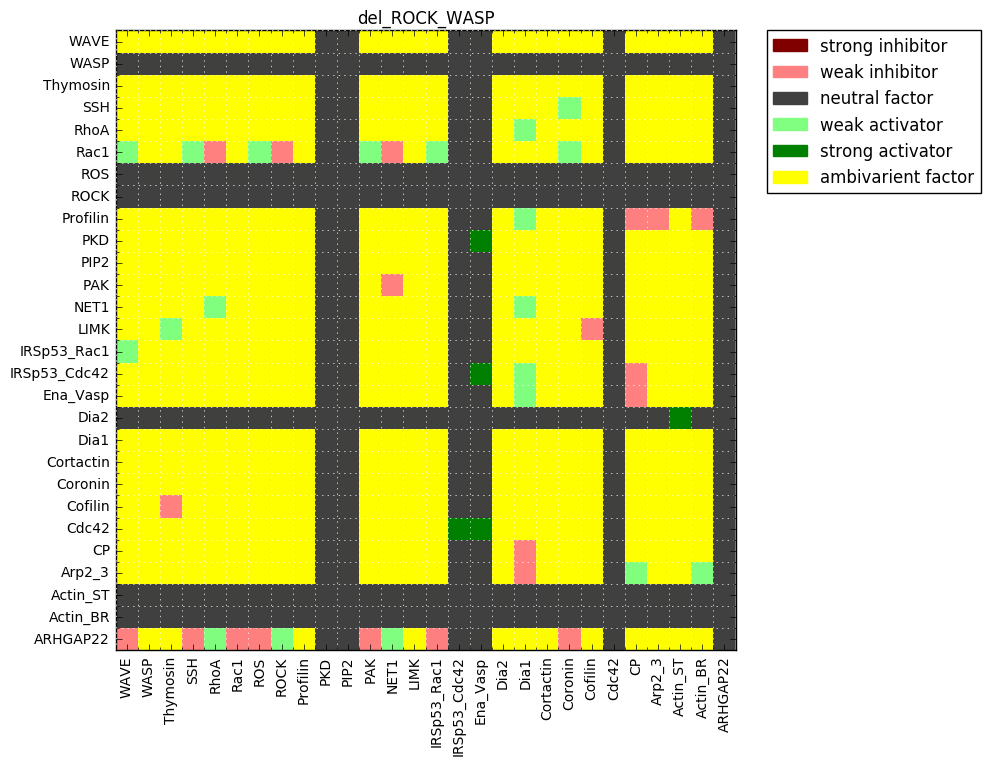 del_ROCK_WASP
WAVE
WASP
Thymosin
SSH
RhoA
Rac1
ROS
ROCK
Profilin
PKD
PIP2
PAK
NET1
LIMK
IRSp53_Rac1
IRSp53_Cdc42
Ena_Vasp
Dia2
Dia1
Cortactin
Coronin
Cofilin
Cdc42
CP
Arp2_3
Actin_ST
Actin_BR
ARHGAP22
WAVE
WASP
Thymosin
SSH
RhoA
Rac1
ROS
ROCK
Profilin
PKD
PIP2
PAK
NET1
LIMK
IRSp53_Rac1
IRSp53_Cdc42
Ena_Vasp
Dia2
Dia1
Cortactin
Coronin
Cofilin
Cdc42
CP
Arp2_3
Actin_ST
Actin_BR
ARHGAP22
strong inhibitor
weak inhibitor
neutral factor
weak activator
strong activator
ambivarient factor